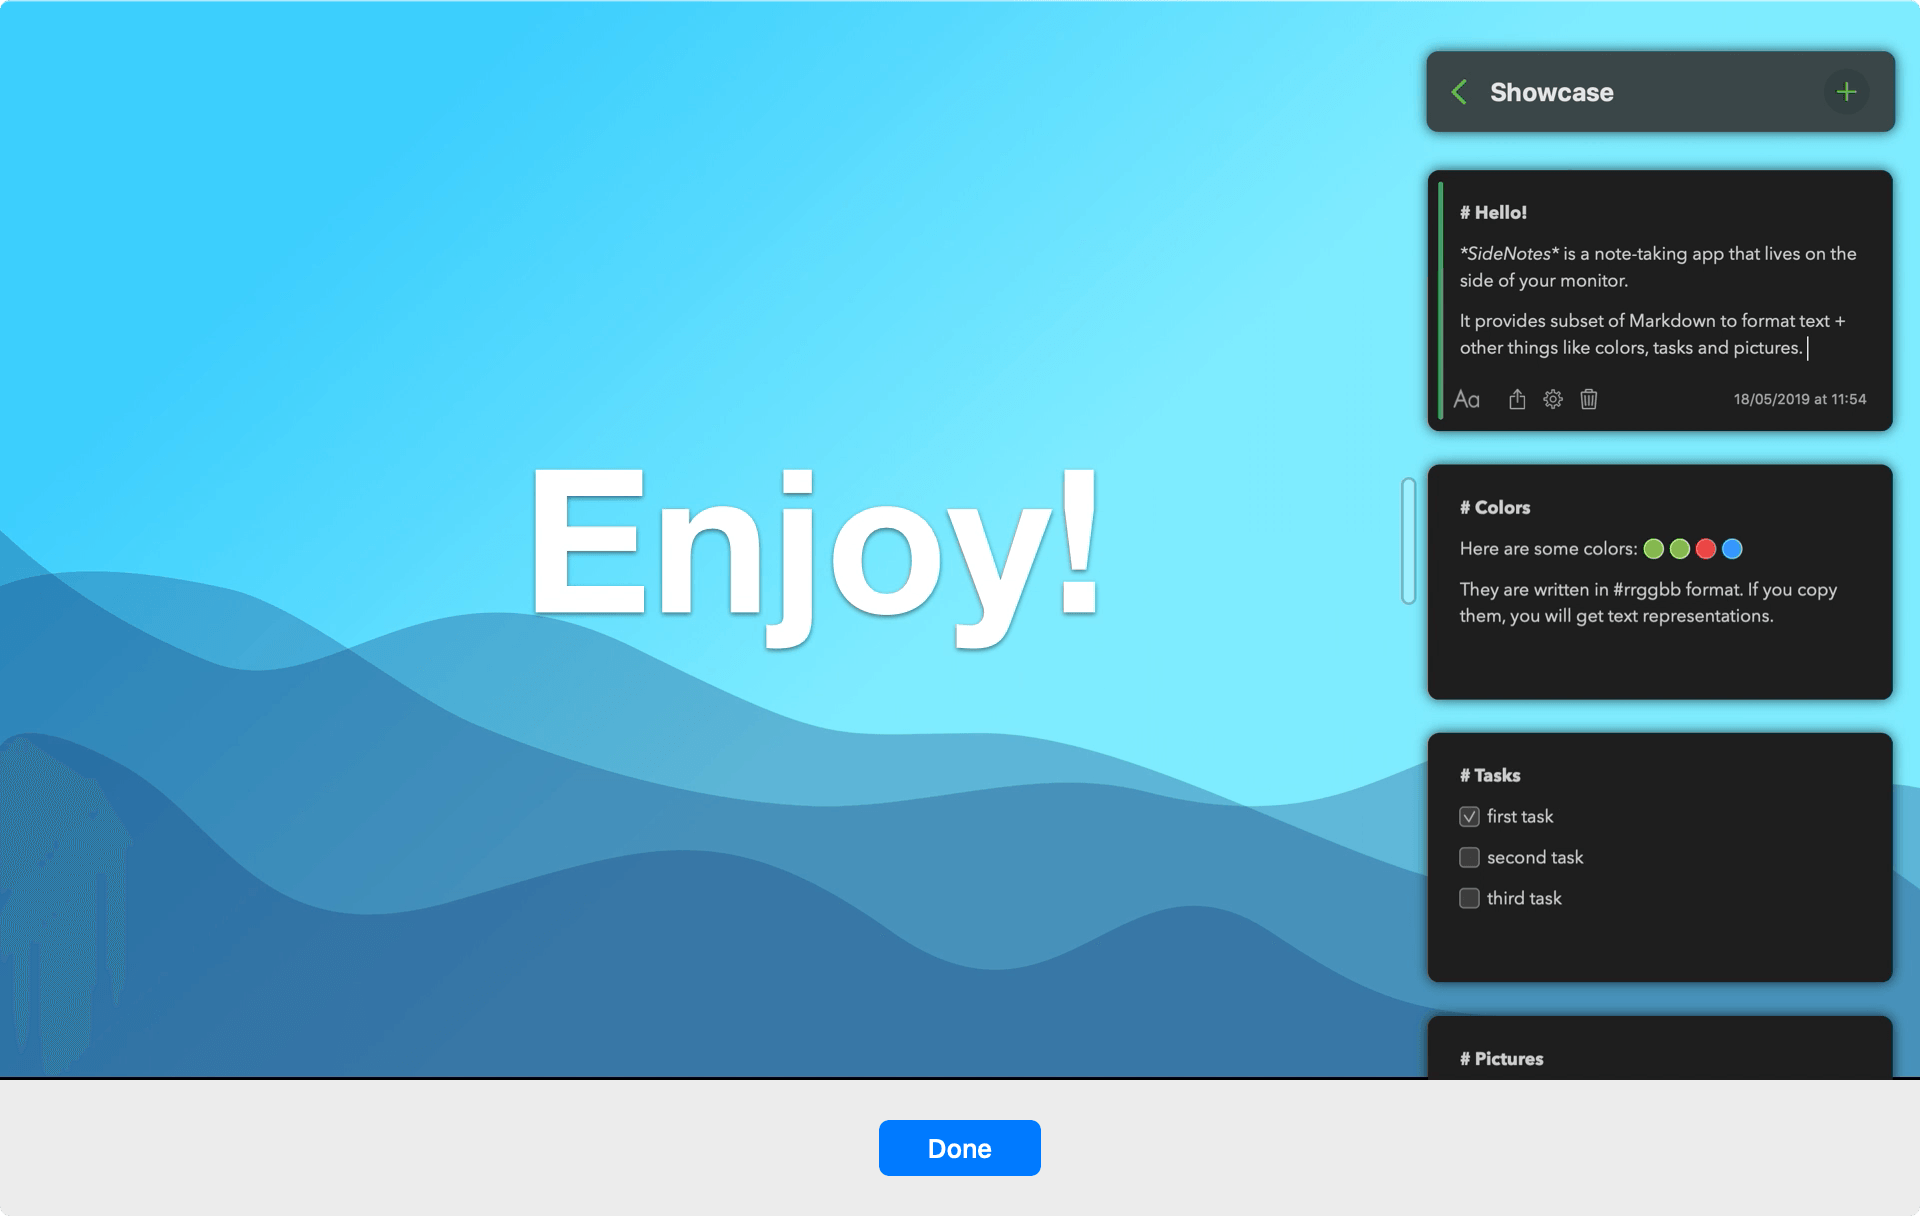 Enjoy!
Showcase
# Hello!
*SideNotes* is a note-taking app that lives on the
side of your monitor.
It provides subset of Markdown to format text +
other things like colors, tasks and pictures.
Aa
18/05/2019 at 11:54
# Colors
Here are some colors:
They are written in #rrggbb format. If you copy
them, you will get text representations.
# Tasks
first task
second task
third task
# Pictures
Done